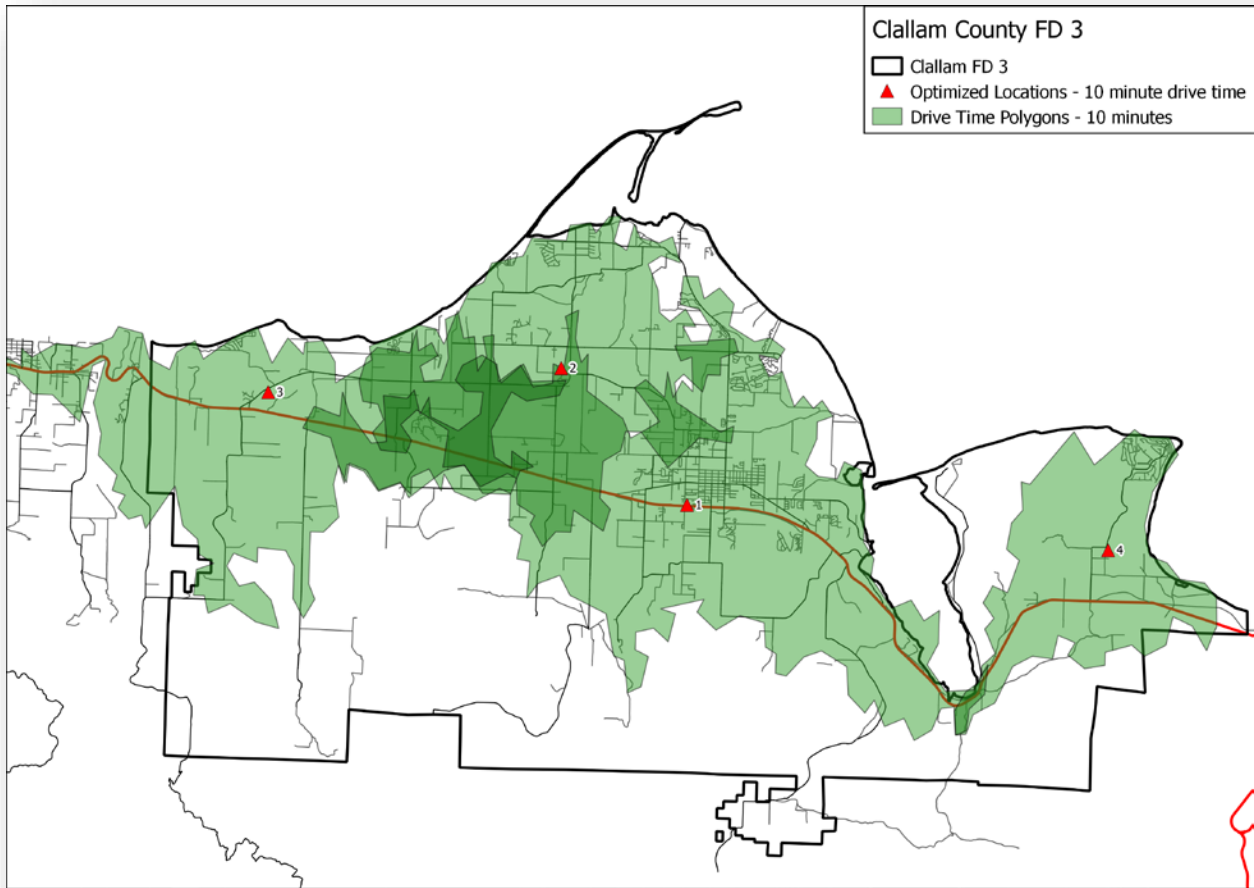 Clallam County FD 3
Clallam FD 3
Optimized Locations - 10 minute drive time
Drive Time Polygons - 10 minutes
2
3
1
4